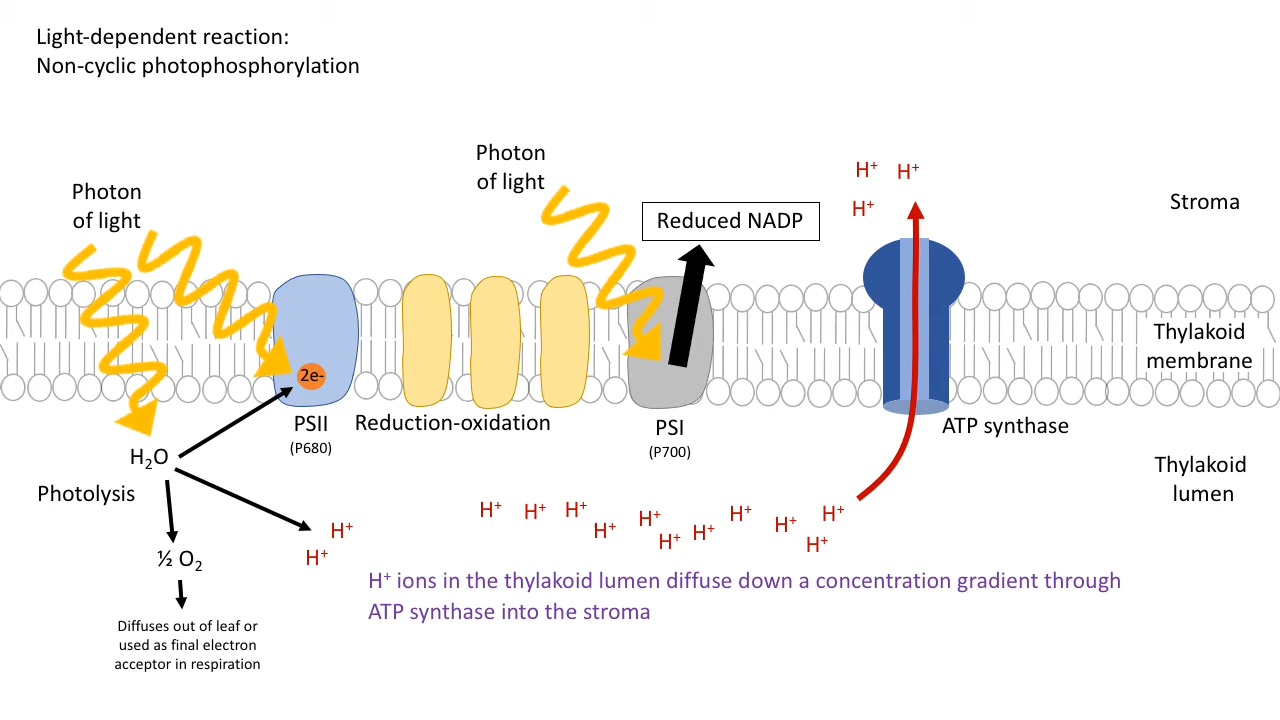 Light-dependent reaction:
Non-cyclic photophosphorylation
Photon
of light
Photon
of light
Reduced NADP
H⁺ H⁺
H⁺
Stroma
Thylakoid
membrane
2e-
PSII
(P680)
Reduction-oxidation
PSI
(P700)
ATP synthase
H₂O
Photolysis
Thylakoid
lumen
H⁺
H⁺
½ O₂
H⁺ H⁺ H⁺ H⁺ H⁺ H⁺ H⁺ H⁺ H⁺ H⁺ H⁺
H⁺ ions in the thylakoid lumen diffuse down a concentration gradient through
ATP synthase into the stroma
Diffuses out of leaf or
used as final electron
acceptor in respiration